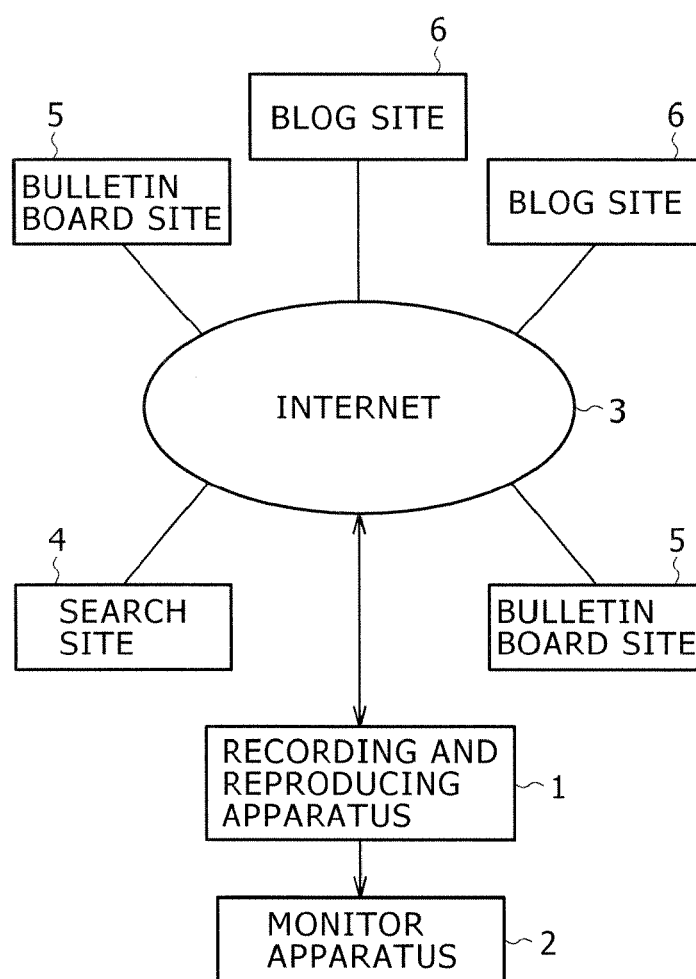 6
BLOG SITE
5
BULLETIN
BOARD SITE
6
BLOG SITE
INTERNET
3
4
SEARCH
SITE
5
BULLETIN
BOARD SITE
RECORDING AND
REPRODUCING
APPARATUS
1
MONITOR
APPARATUS
2